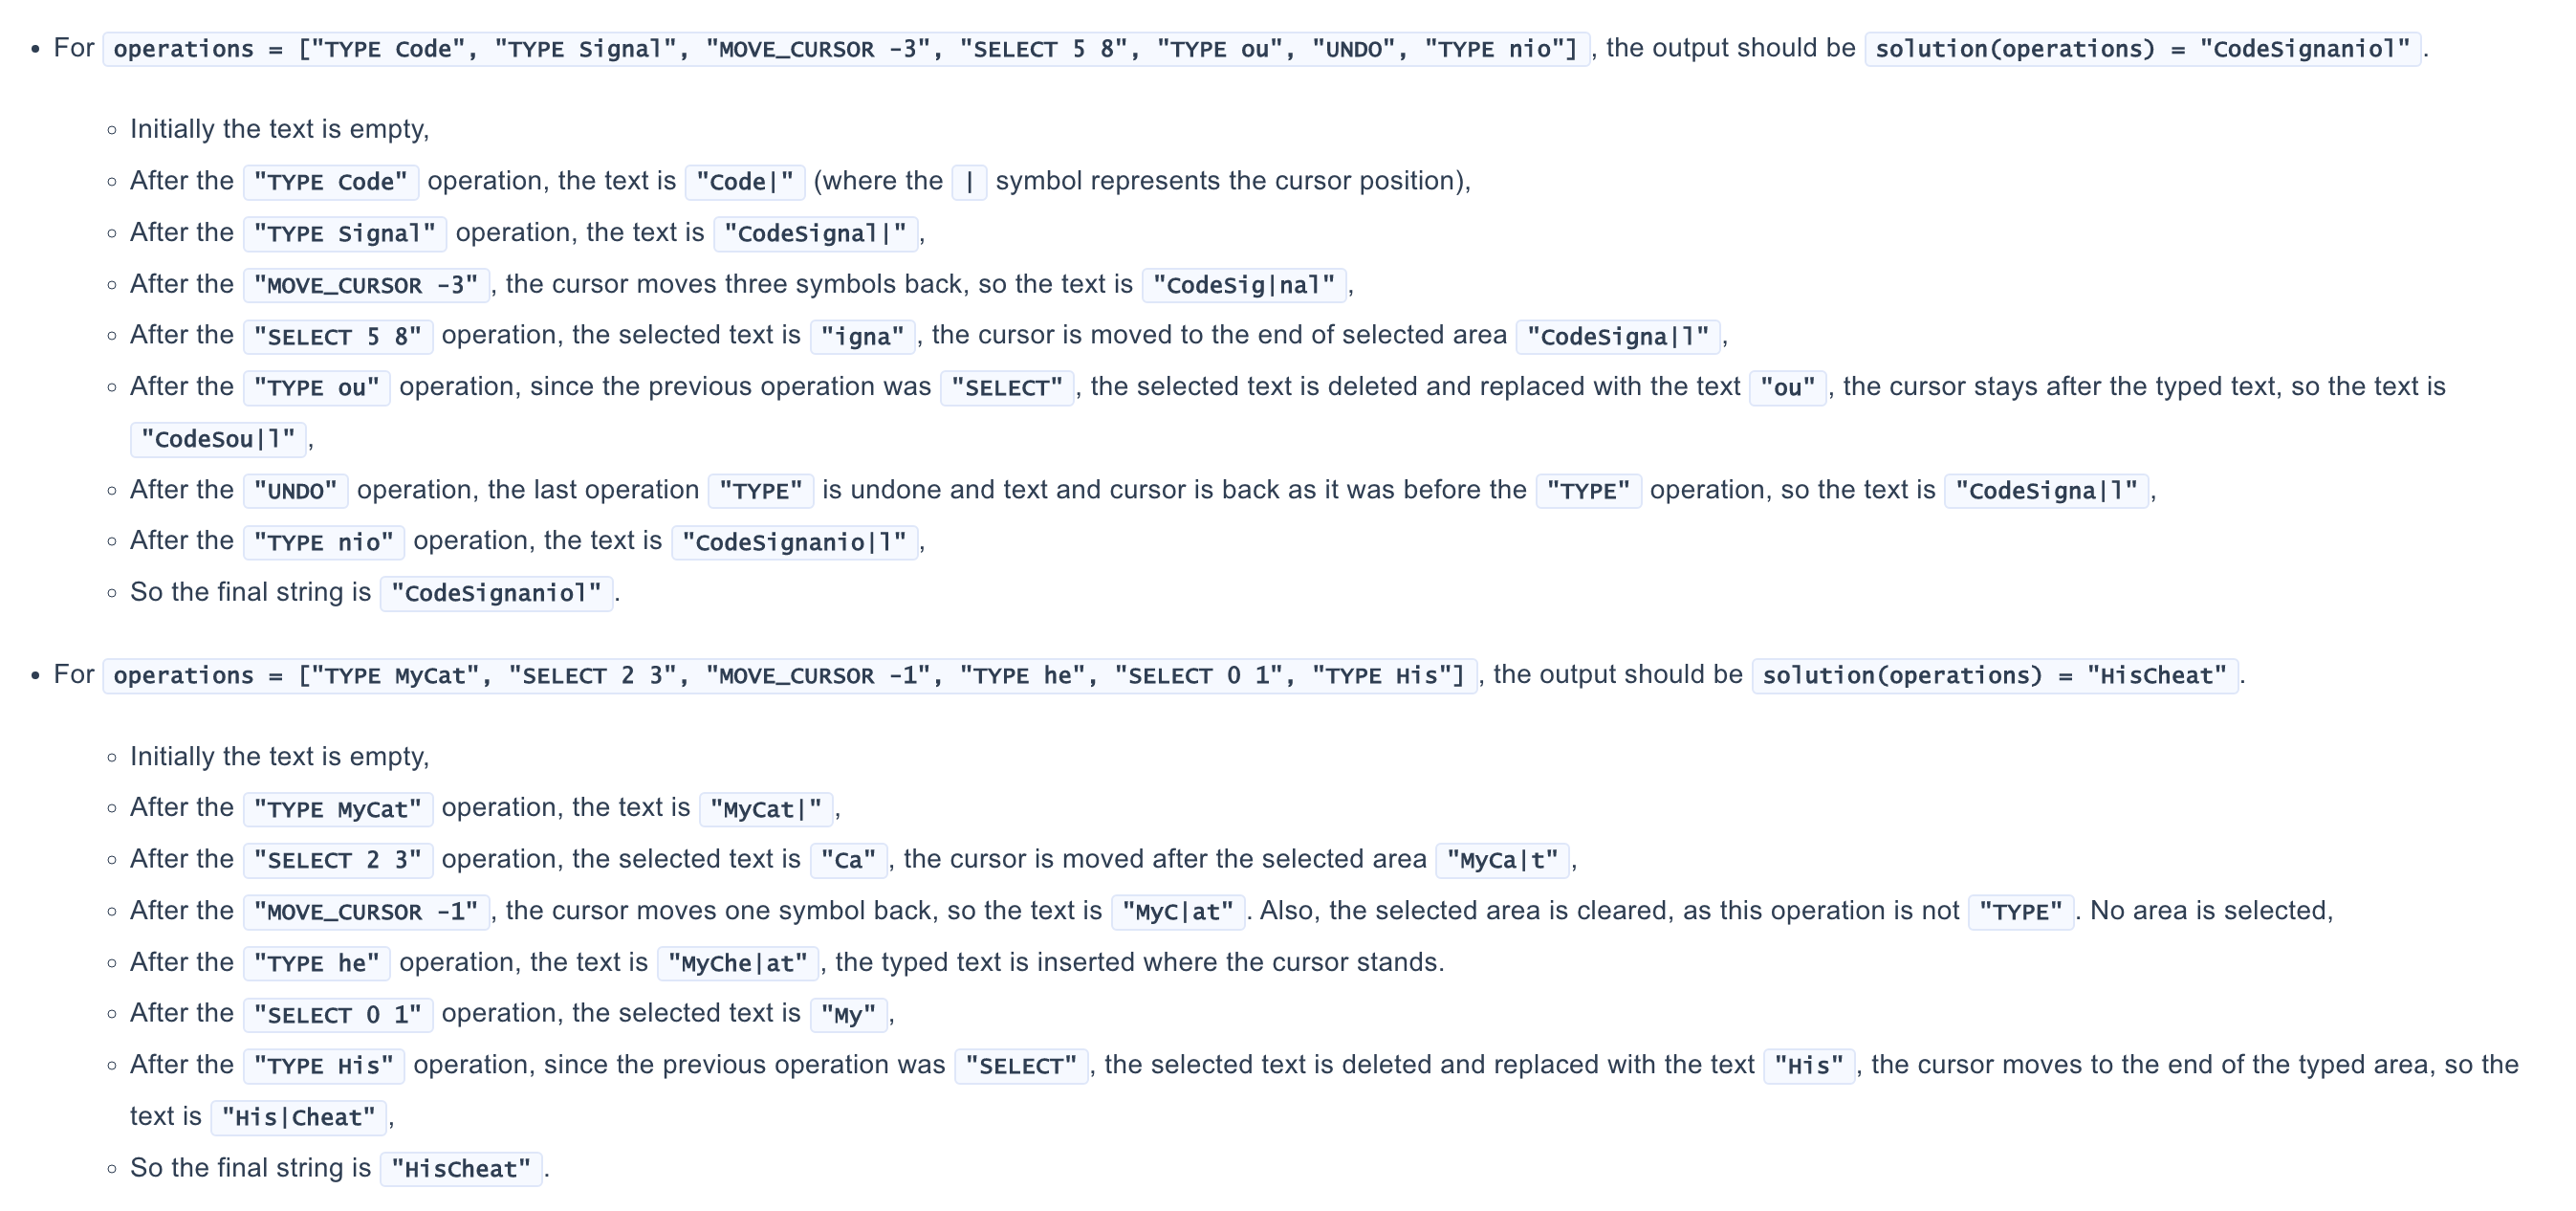 • For operations = ["TYPE Code", "TYPE Signal", "MOVE_CURSOR -3", "SELECT 5 8", "TYPE ou", "UNDO", "TYPE nio"] , the output should be solution(operations) = "CodeSignaniol" .
◦ Initially the text is empty,
◦ After the "TYPE Code" operation, the text is "Code|" (where the | symbol represents the cursor position),
◦ After the "TYPE Signal" operation, the text is "CodeSignal|" ,
◦ After the "MOVE_CURSOR -3" , the cursor moves three symbols back, so the text is "CodeSig|nal" ,
◦ After the "SELECT 5 8" operation, the selected text is "igna" , the cursor is moved to the end of selected area "CodeSigna|l" ,
◦ After the "TYPE ou" operation, since the previous operation was "SELECT" , the selected text is deleted and replaced with the text "ou" , the cursor stays after the typed text, so the text is
"CodeSou|l" ,
◦ After the "UNDO" operation, the last operation "TYPE" is undone and text and cursor is back as it was before the "TYPE" operation, so the text is "CodeSigna|l" ,
◦ After the "TYPE nio" operation, the text is "CodeSignanio|l" ,
◦ So the final string is "CodeSignaniol" .
• For operations = ["TYPE MyCat", "SELECT 2 3", "MOVE_CURSOR -1", "TYPE he", "SELECT 0 1", "TYPE His"] , the output should be solution(operations) = "HisCheat" .
◦ Initially the text is empty,
◦ After the "TYPE MyCat" operation, the text is "MyCat|" ,
◦ After the "SELECT 2 3" operation, the selected text is "Ca" , the cursor is moved after the selected area "MyCa|t" ,
◦ After the "MOVE_CURSOR -1" , the cursor moves one symbol back, so the text is "MyC|at" . Also, the selected area is cleared, as this operation is not "TYPE" . No area is selected,
◦ After the "TYPE he" operation, the text is "MyChe|at" , the typed text is inserted where the cursor stands.
◦ After the "SELECT 0 1" operation, the selected text is "My" ,
◦ After the "TYPE His" operation, since the previous operation was "SELECT" , the selected text is deleted and replaced with the text "His" , the cursor moves to the end of the typed area, so the
text is "His|Cheat" ,
◦ So the final string is "HisCheat" .